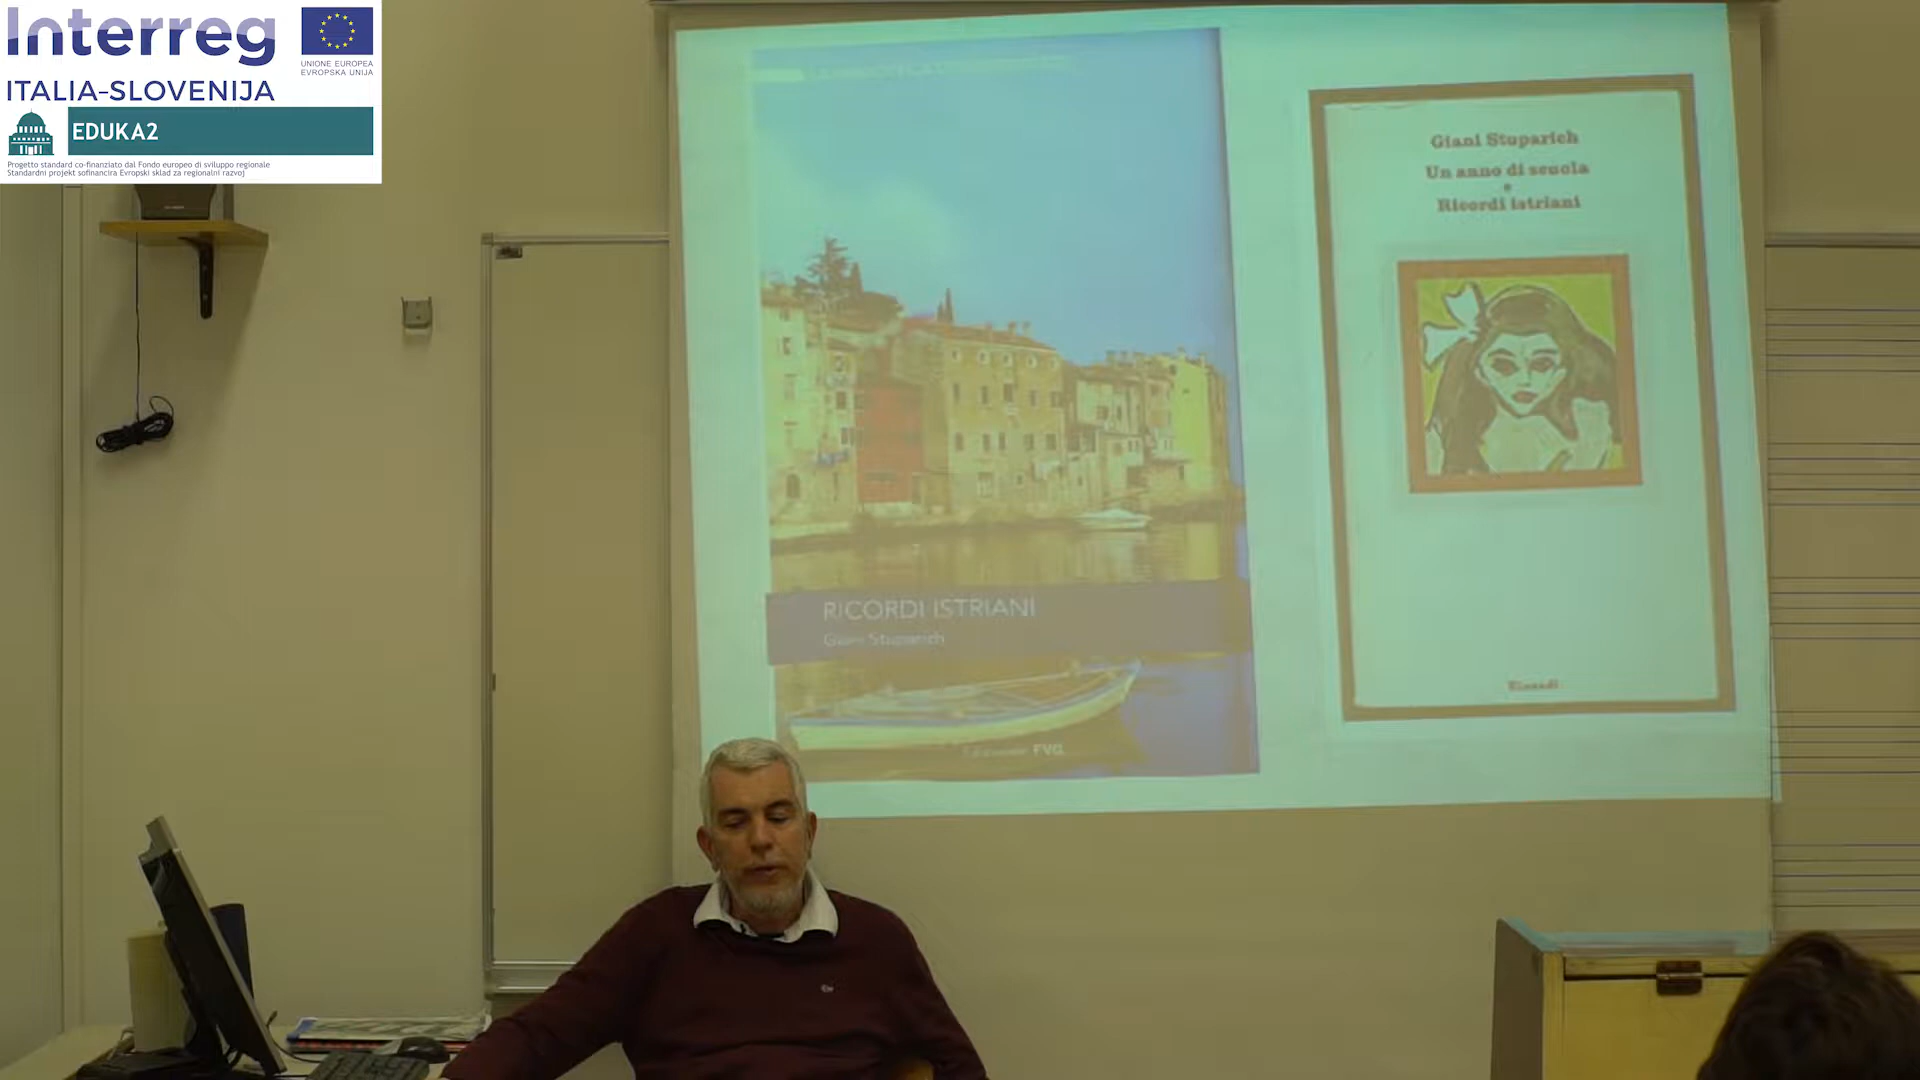 Interreg
UNIONE EUROPEA
EVROPSKA UNIJA
ITALIA-SLOVENIJA
EDUKA2
Progetto standard co-finanziato dal Fondo europeo di sviluppo regionale
Standardni projekt sofinancira Evropski sklad za regionalni razvoj
RICORDI ISTRIANI
Giani Stuparich
FVG
Giani Stuparich
Un anno di scuola
e
Ricordi istriani
Einaudi